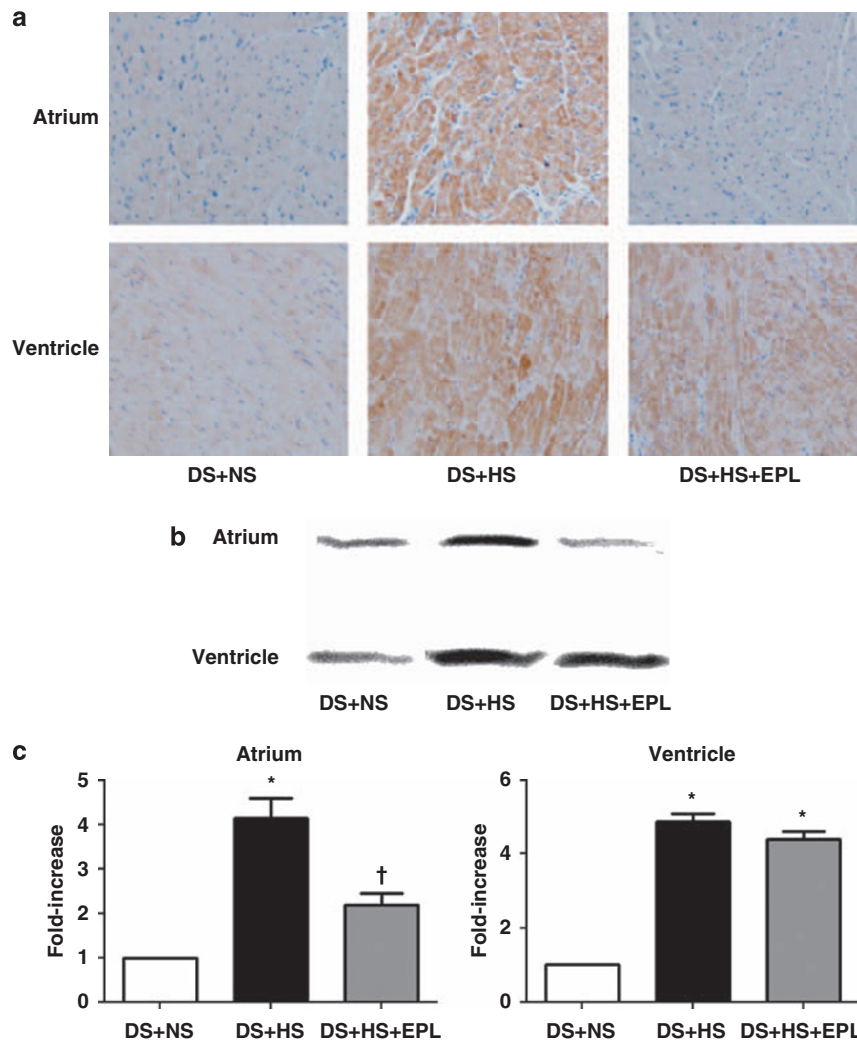 a
Atrium
Ventricle
DS+NS DS+HS DS+HS+EPL
b Atrium
Ventricle
DS+NS DS+HS DS+HS+EPL
c
Atrium
Fold-increase
5
4
3
2
1
0
*
†
DS+NS DS+HS DS+HS+EPL
Ventricle
Fold-increase
6
4
2
0
*
*
DS+NS DS+HS DS+HS+EPL